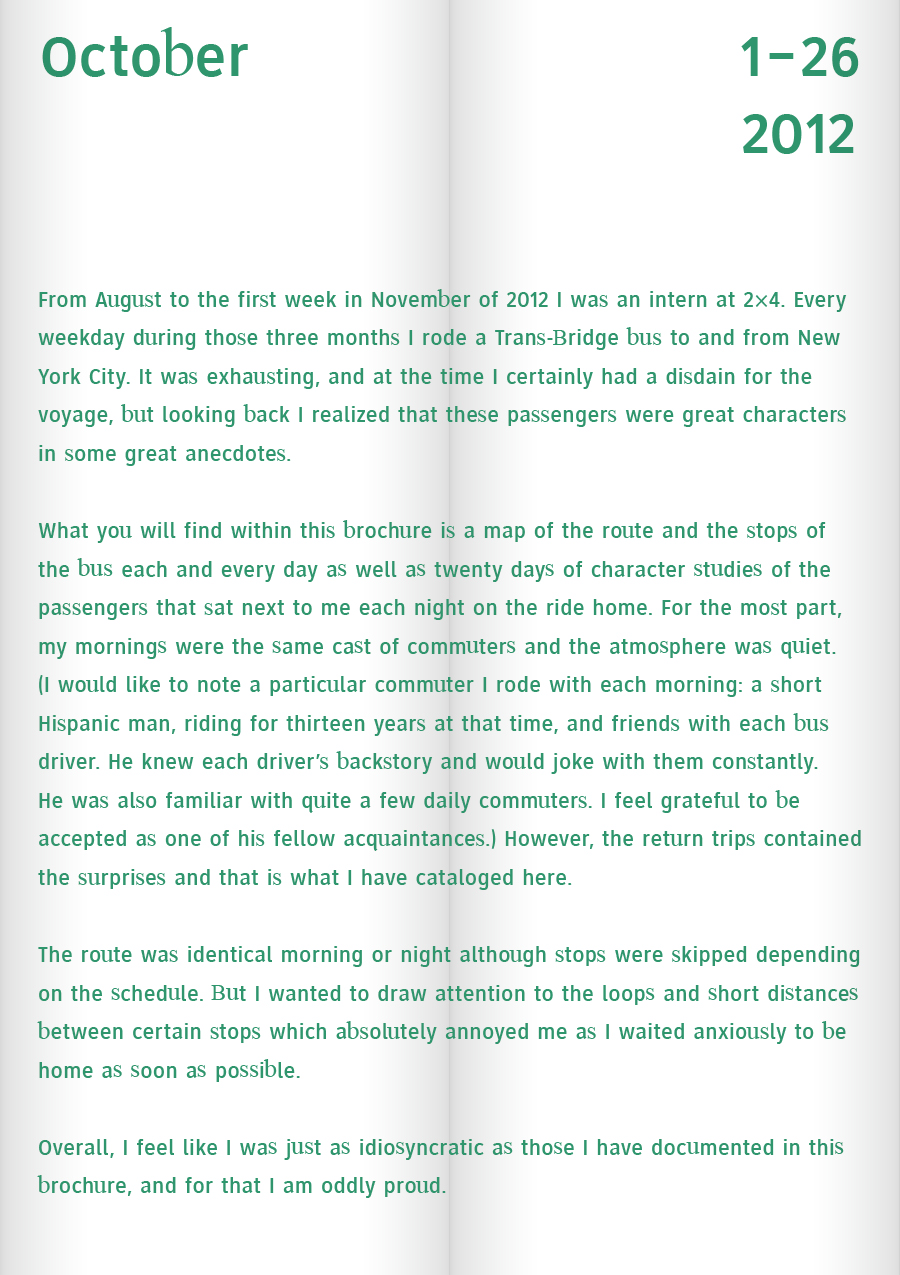 October 1–26
2012
From August to the first week in November of 2012 I was an intern at 2×4. Every
weekday during those three months I rode a Trans-Bridge bus to and from New
York City. It was exhausting, and at the time I certainly had a disdain for the
voyage, but looking back I realized that these passengers were great characters
in some great anecdotes.
What you will find within this brochure is a map of the route and the stops of
the bus each and every day as well as twenty days of character studies of the
passengers that sat next to me each night on the ride home. For the most part,
my mornings were the same cast of commuters and the atmosphere was quiet.
(I would like to note a particular commuter I rode with each morning: a short
Hispanic man, riding for thirteen years at that time, and friends with each bus
driver. He knew each driver’s backstory and would joke with them constantly.
He was also familiar with quite a few daily commuters. I feel grateful to be
accepted as one of his fellow acquaintances.) However, the return trips contained
the surprises and that is what I have cataloged here.
The route was identical morning or night although stops were skipped depending
on the schedule. But I wanted to draw attention to the loops and short distances
between certain stops which absolutely annoyed me as I waited anxiously to be
home as soon as possible.
Overall, I feel like I was just as idiosyncratic as those I have documented in this
brochure, and for that I am oddly proud.